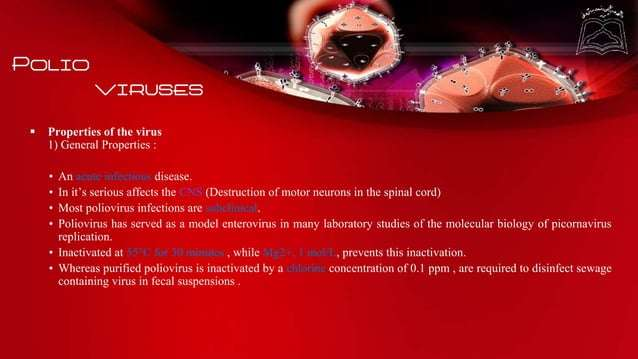 POLIO
VIRUSES
▪ Properties of the virus
1) General Properties :
• An acute infectious disease.
• In it’s serious affects the CNS (Destruction of motor neurons in the spinal cord)
• Most poliovirus infections are subclinical.
• Poliovirus has served as a model enterovirus in many laboratory studies of the molecular biology of picornavirus
replication.
• Inactivated at 55°C for 30 minutes , while Mg2+, 1 mol/L, prevents this inactivation.
• Whereas purified poliovirus is inactivated by a chlorine concentration of 0.1 ppm , are required to disinfect sewage
containing virus in fecal suspensions .